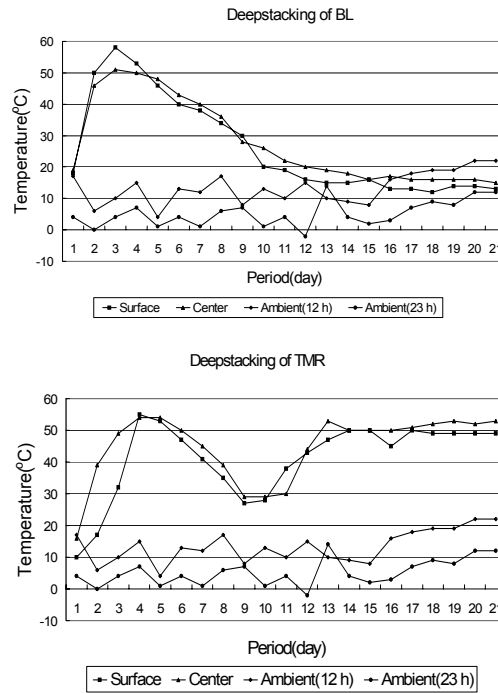 Deepstacking of BL
60
50
40
30
20
10
0
-10
Temperature(⁰C)
1 2 3 4 5 6 7 8 9 10 11 12 13 14 15 16 17 18 19 20 21
Period(day)
Surface Center Ambient(12 h) Ambient(23 h)
Deepstacking of TMR
60
50
40
30
20
10
0
-10
Temperature(⁰C)
1 2 3 4 5 6 7 8 9 10 11 12 13 14 15 16 17 18 19 20 21
Period(day)
Surface Center Ambient(12 h) Ambient(23 h)